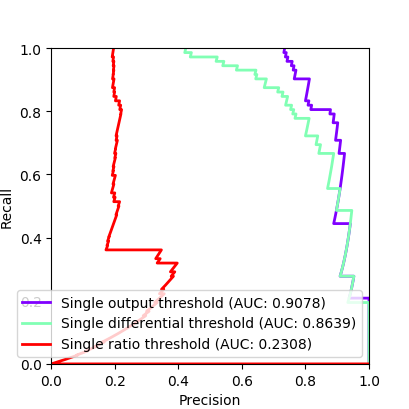 1.0
0.8
0.6
0.4
0.2
0.0
Recall
Single output threshold (AUC: 0.9078)
Single differential threshold (AUC: 0.8639)
Single ratio threshold (AUC: 0.2308)
0.0 0.2 0.4 0.6 0.8 1.0
Precision